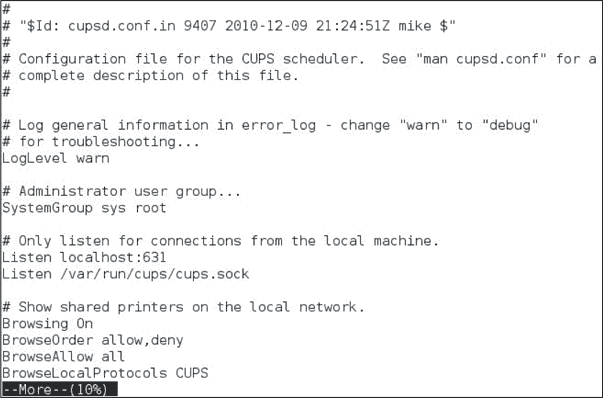 #
# "$Id: cupsd.conf.in 9407 2010-12-09 21:24:51Z mike $"
#
# Configuration file for the CUPS scheduler.  See "man cupsd.conf" for a
# complete description of this file.
#
# Log general information in error_log - change "warn" to "debug"
# for troubleshooting...
LogLevel warn
# Administrator user group...
SystemGroup sys root
# Only listen for connections from the local machine.
Listen localhost:631
Listen /var/run/cups/cups.sock
# Show shared printers on the local network.
Browsing On
BrowseOrder allow,deny
BrowseAllow all
BrowseLocalProtocols CUPS
--More--(10%)